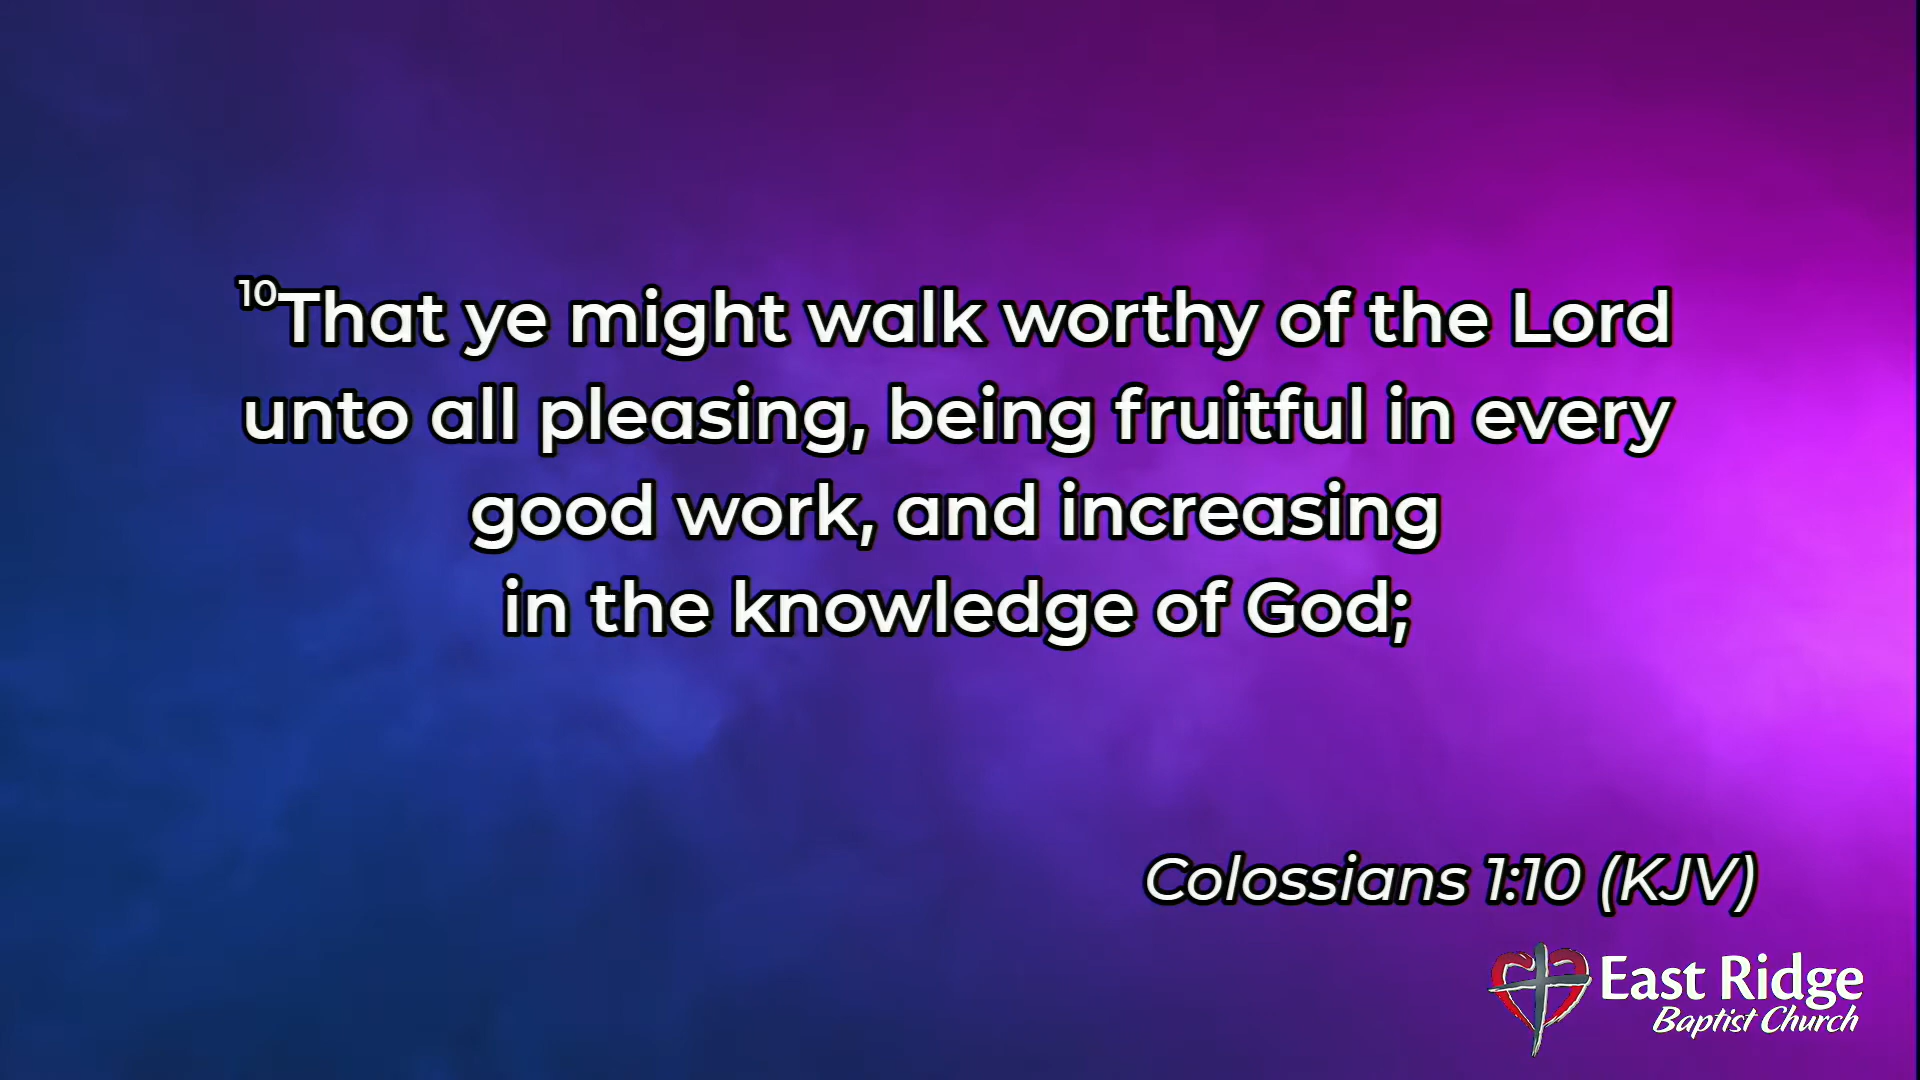 10That ye might walk worthy of the Lord
unto all pleasing, being fruitful in every
good work, and increasing
in the knowledge of God;
Colossians 1:10 (KJV)
East Ridge
Baptist Church